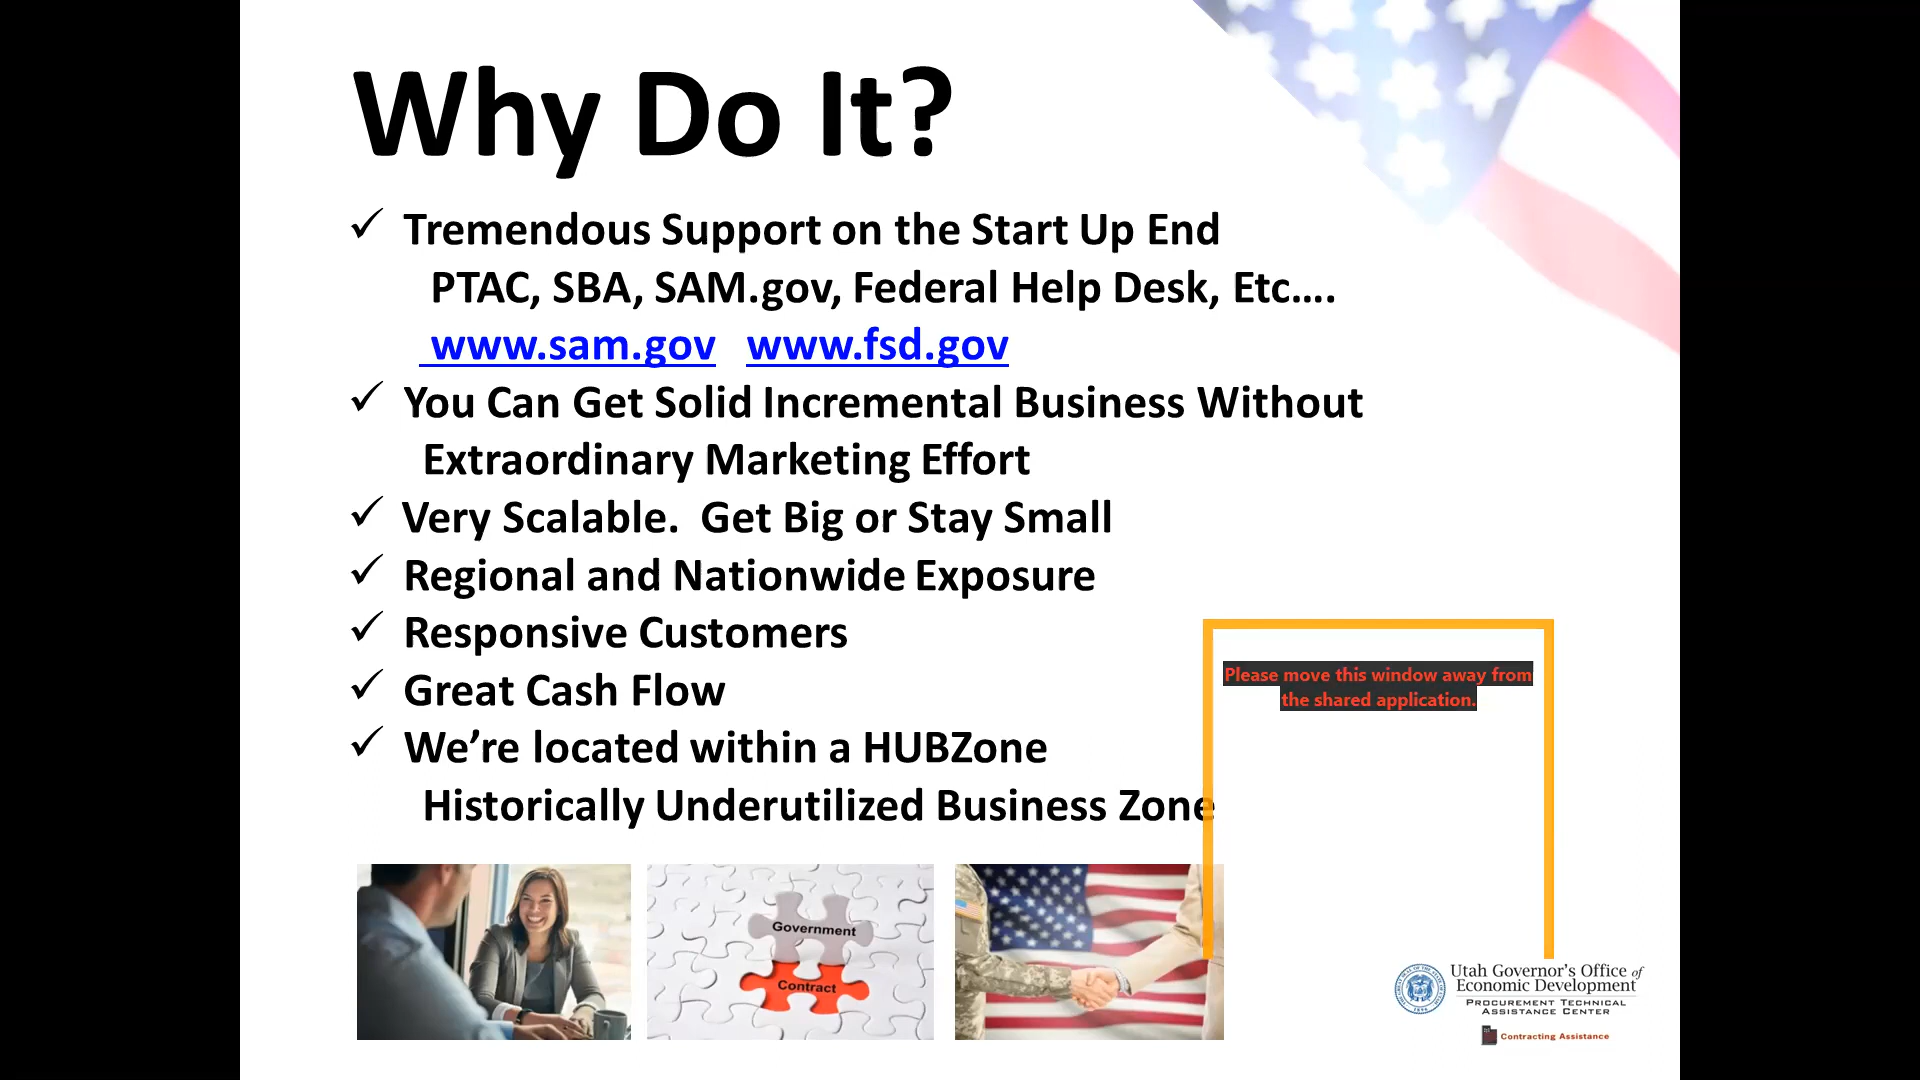 Why Do It?
✓ Tremendous Support on the Start Up End
PTAC, SBA, SAM.gov, Federal Help Desk, Etc….
www.sam.gov www.fsd.gov
✓ You Can Get Solid Incremental Business Without
Extraordinary Marketing Effort
✓ Very Scalable. Get Big or Stay Small
✓ Regional and Nationwide Exposure
✓ Responsive Customers
✓ Great Cash Flow
✓ We’re located within a HUBZone
Historically Underutilized Business Zone
Please move this window away from
the shared application.
Government
Contract
Utah Governor’s Office of
Economic Development
PROCUREMENT TECHNICAL
ASSISTANCE CENTER
Contracting Assistance